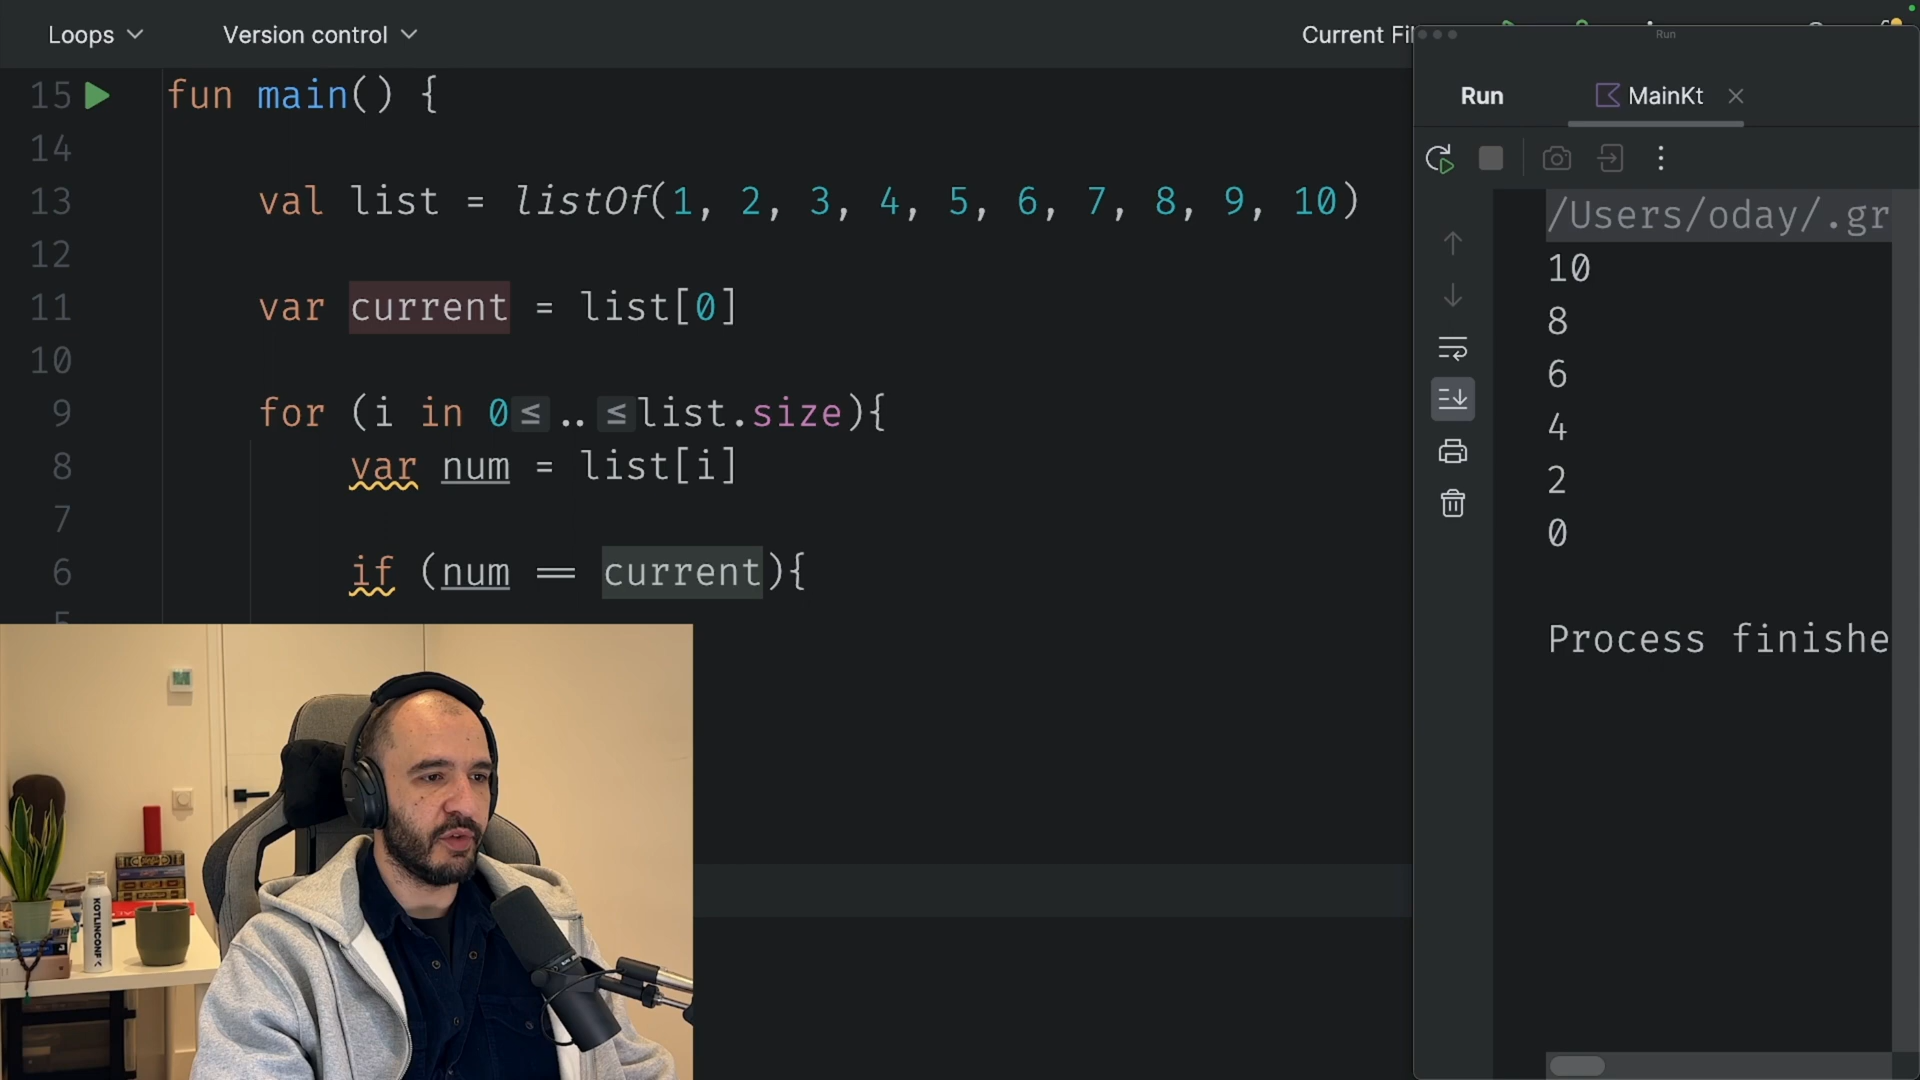 Loops
Version control
Current Fil
15 fun main() {
14
13 val list = listOf(1, 2, 3, 4, 5, 6, 7, 8, 9, 10)
12
11 var current = list[0]
10
9 for (i in 0≤..≤list.size){
8 var num = list[i]
7
6 if (num == current){
Run
Run
MainKt
/Users/oday/.gr
10
8
6
4
2
0
Process finishe
KOTLINCONF